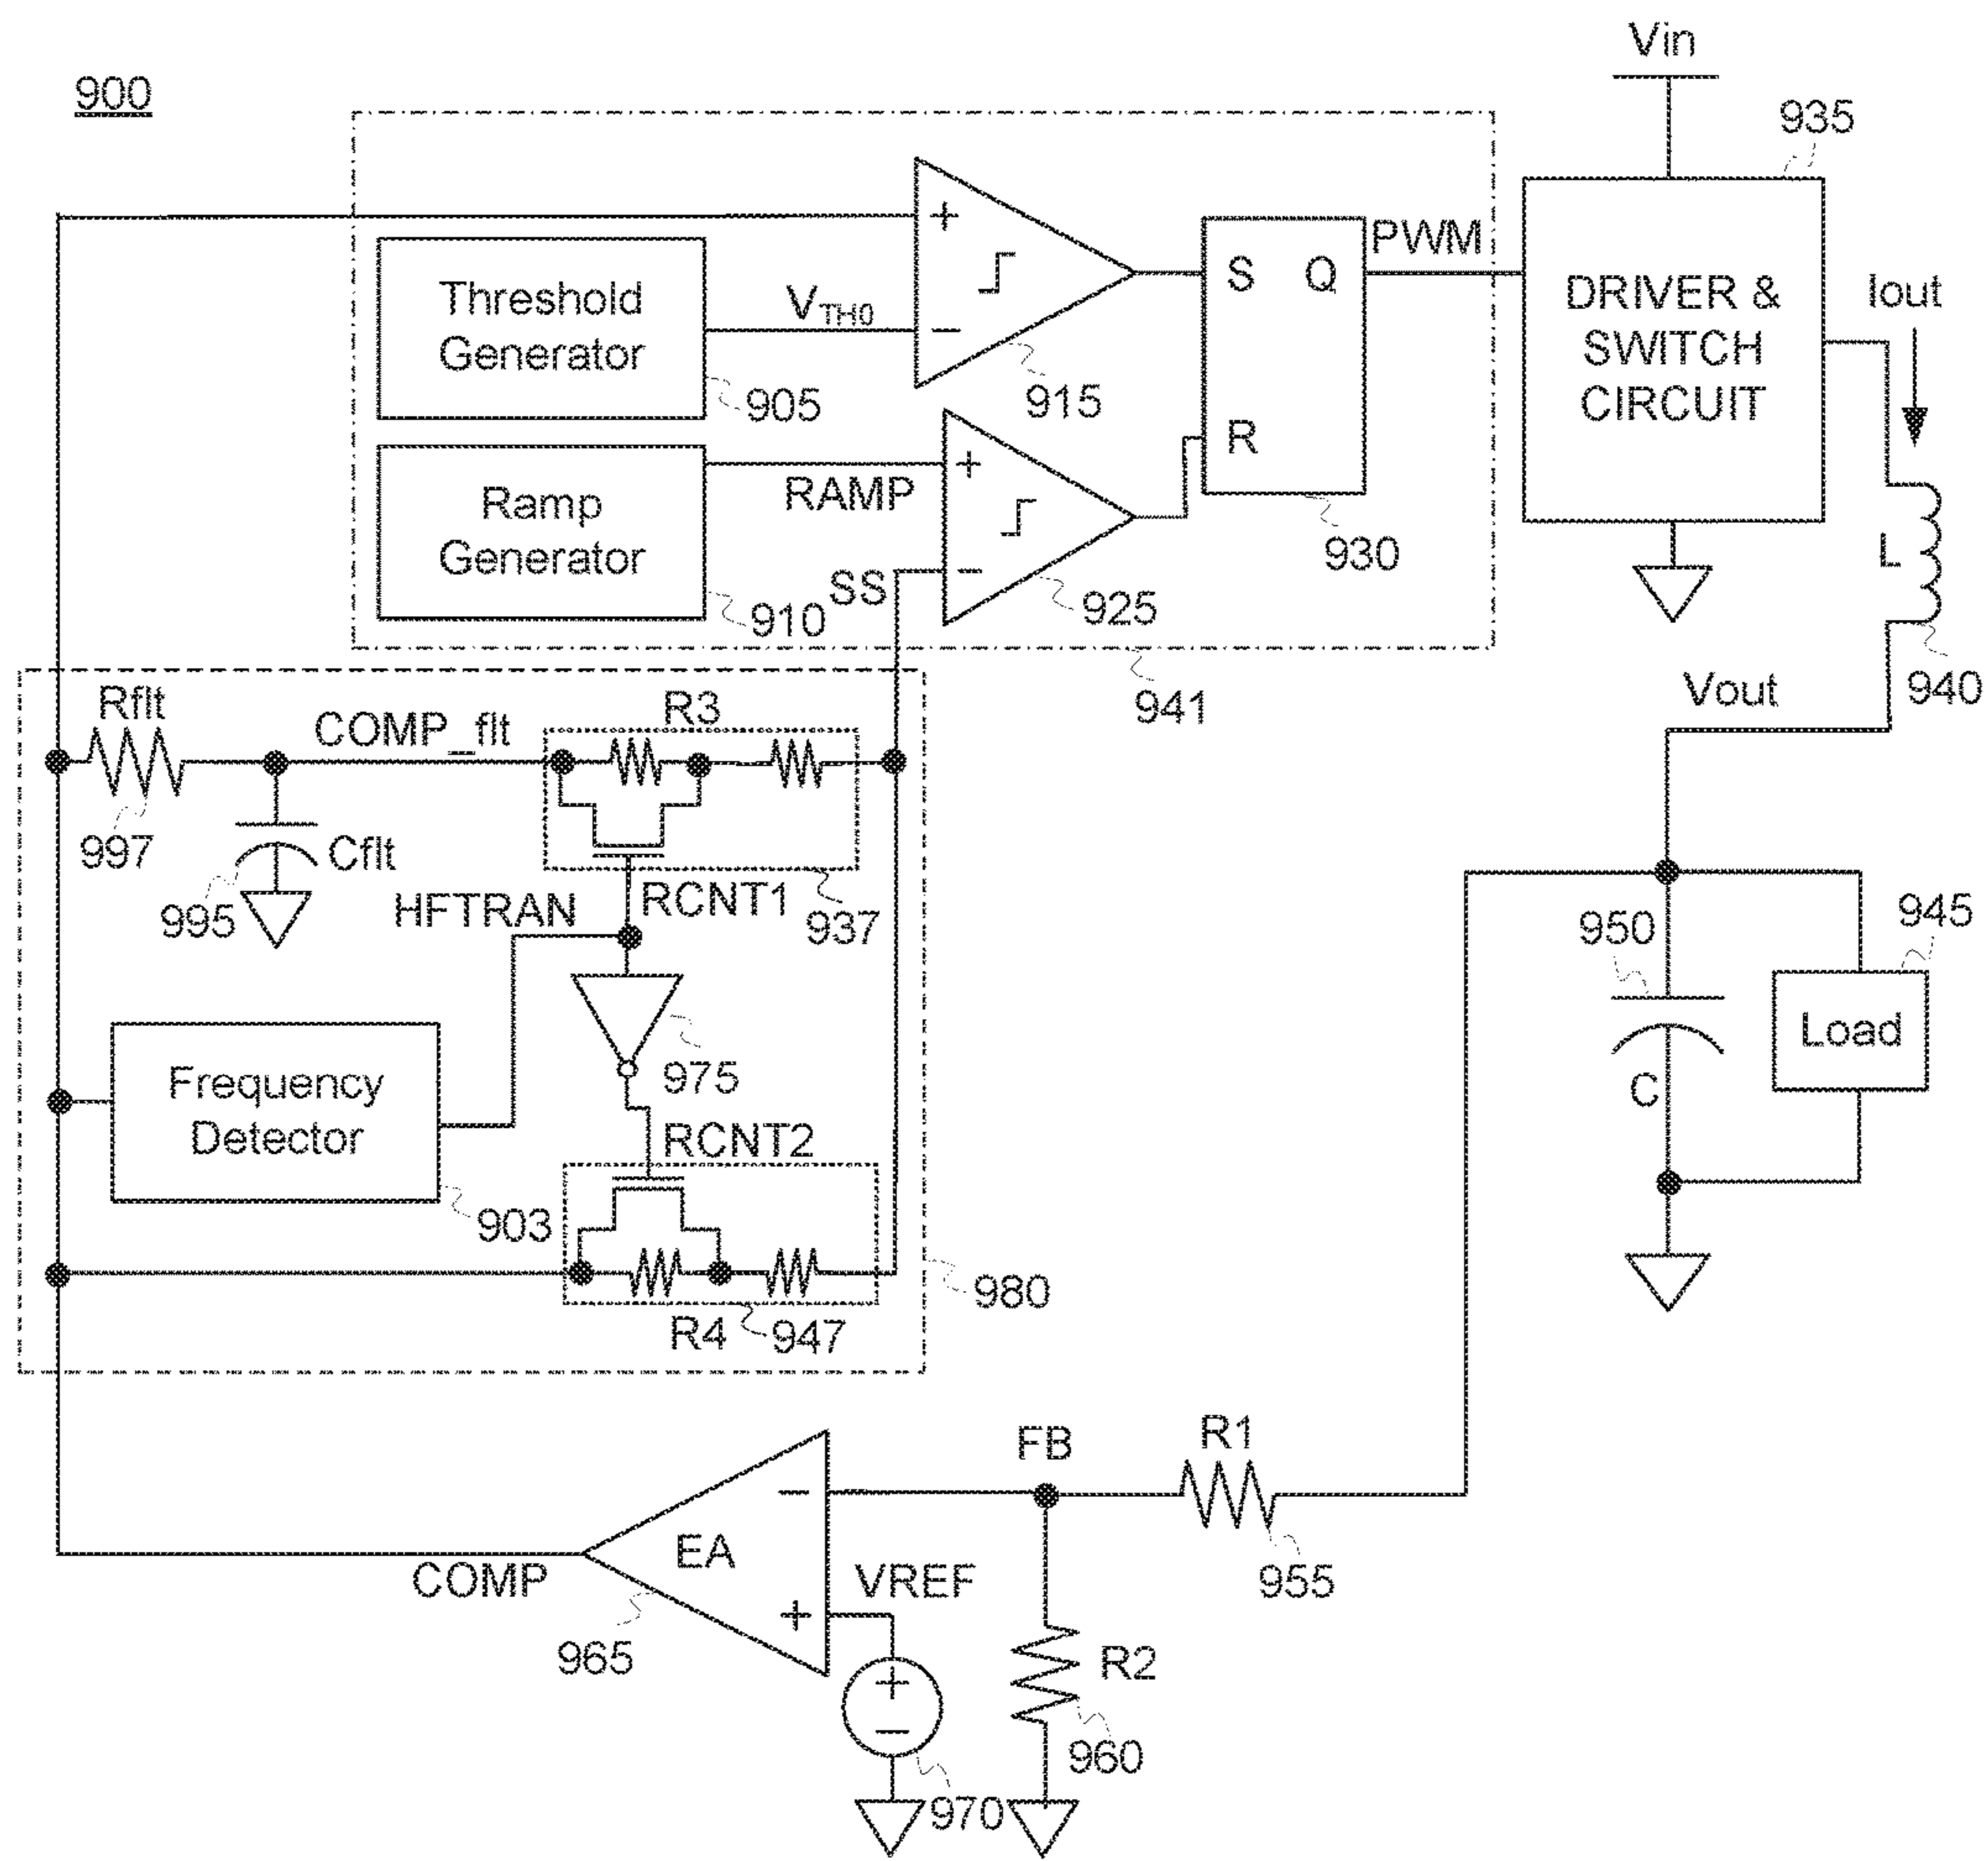 900
Vin
935
Threshold
Generator
VTH0
905
+
−
915
S Q
R
PWM
930
DRIVER &
SWITCH
CIRCUIT
Iout
Ramp
Generator
RAMP
910
SS
+
−
925
941
L
940
Vout
Rflt
997
COMP_flt
Cflt
995
R3
RCNT1
937
HFTRAN
975
Frequency
Detector
903
RCNT2
R4
947
980
950
C
945
Load
FB
R1
955
R2
960
EA
−
+
COMP
965
VREF
+
−
970